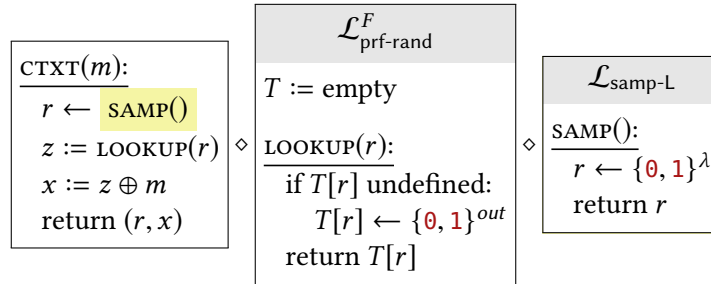 CTXT(m):
r ← SAMP()
z := LOOKUP(r)
x := z ⊕ m
return (r, x)
⋄
𝓛^F_prf-rand
T := empty
LOOKUP(r):
if T[r] undefined:
T[r] ← {0, 1}^out
return T[r]
⋄
𝓛_samp-L
SAMP():
r ← {0, 1}^λ
return r